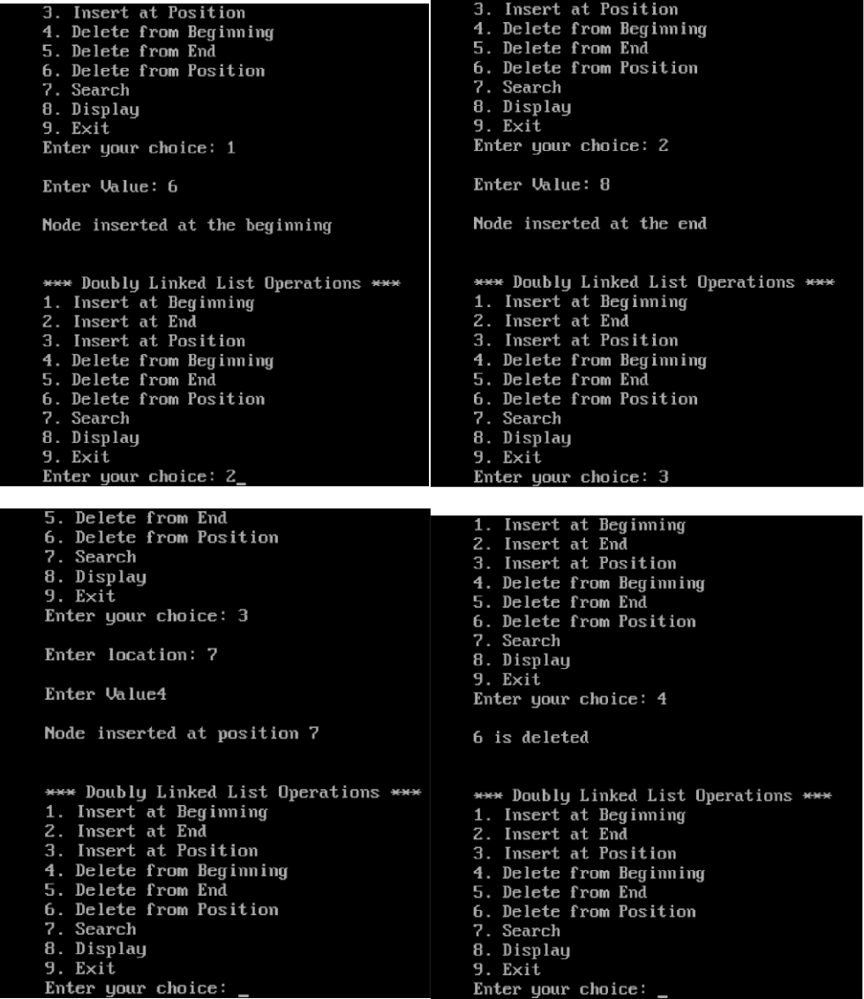 3. Insert at Position
4. Delete from Beginning
5. Delete from End
6. Delete from Position
7. Search
8. Display
9. Exit
Enter your choice: 1
Enter Value: 6
Node inserted at the beginning
*** Doubly Linked List Operations ***
1. Insert at Beginning
2. Insert at End
3. Insert at Position
4. Delete from Beginning
5. Delete from End
6. Delete from Position
7. Search
8. Display
9. Exit
Enter your choice: 2_
3. Insert at Position
4. Delete from Beginning
5. Delete from End
6. Delete from Position
7. Search
8. Display
9. Exit
Enter your choice: 2
Enter Value: 8
Node inserted at the end
*** Doubly Linked List Operations ***
1. Insert at Beginning
2. Insert at End
3. Insert at Position
4. Delete from Beginning
5. Delete from End
6. Delete from Position
7. Search
8. Display
9. Exit
Enter your choice: 3
5. Delete from End
6. Delete from Position
7. Search
8. Display
9. Exit
Enter your choice: 3
Enter location: 7
Enter Value4
Node inserted at position 7
*** Doubly Linked List Operations ***
1. Insert at Beginning
2. Insert at End
3. Insert at Position
4. Delete from Beginning
5. Delete from End
6. Delete from Position
7. Search
8. Display
9. Exit
Enter your choice: _
1. Insert at Beginning
2. Insert at End
3. Insert at Position
4. Delete from Beginning
5. Delete from End
6. Delete from Position
7. Search
8. Display
9. Exit
Enter your choice: 4
6 is deleted
*** Doubly Linked List Operations ***
1. Insert at Beginning
2. Insert at End
3. Insert at Position
4. Delete from Beginning
5. Delete from End
6. Delete from Position
7. Search
8. Display
9. Exit
Enter your choice: _